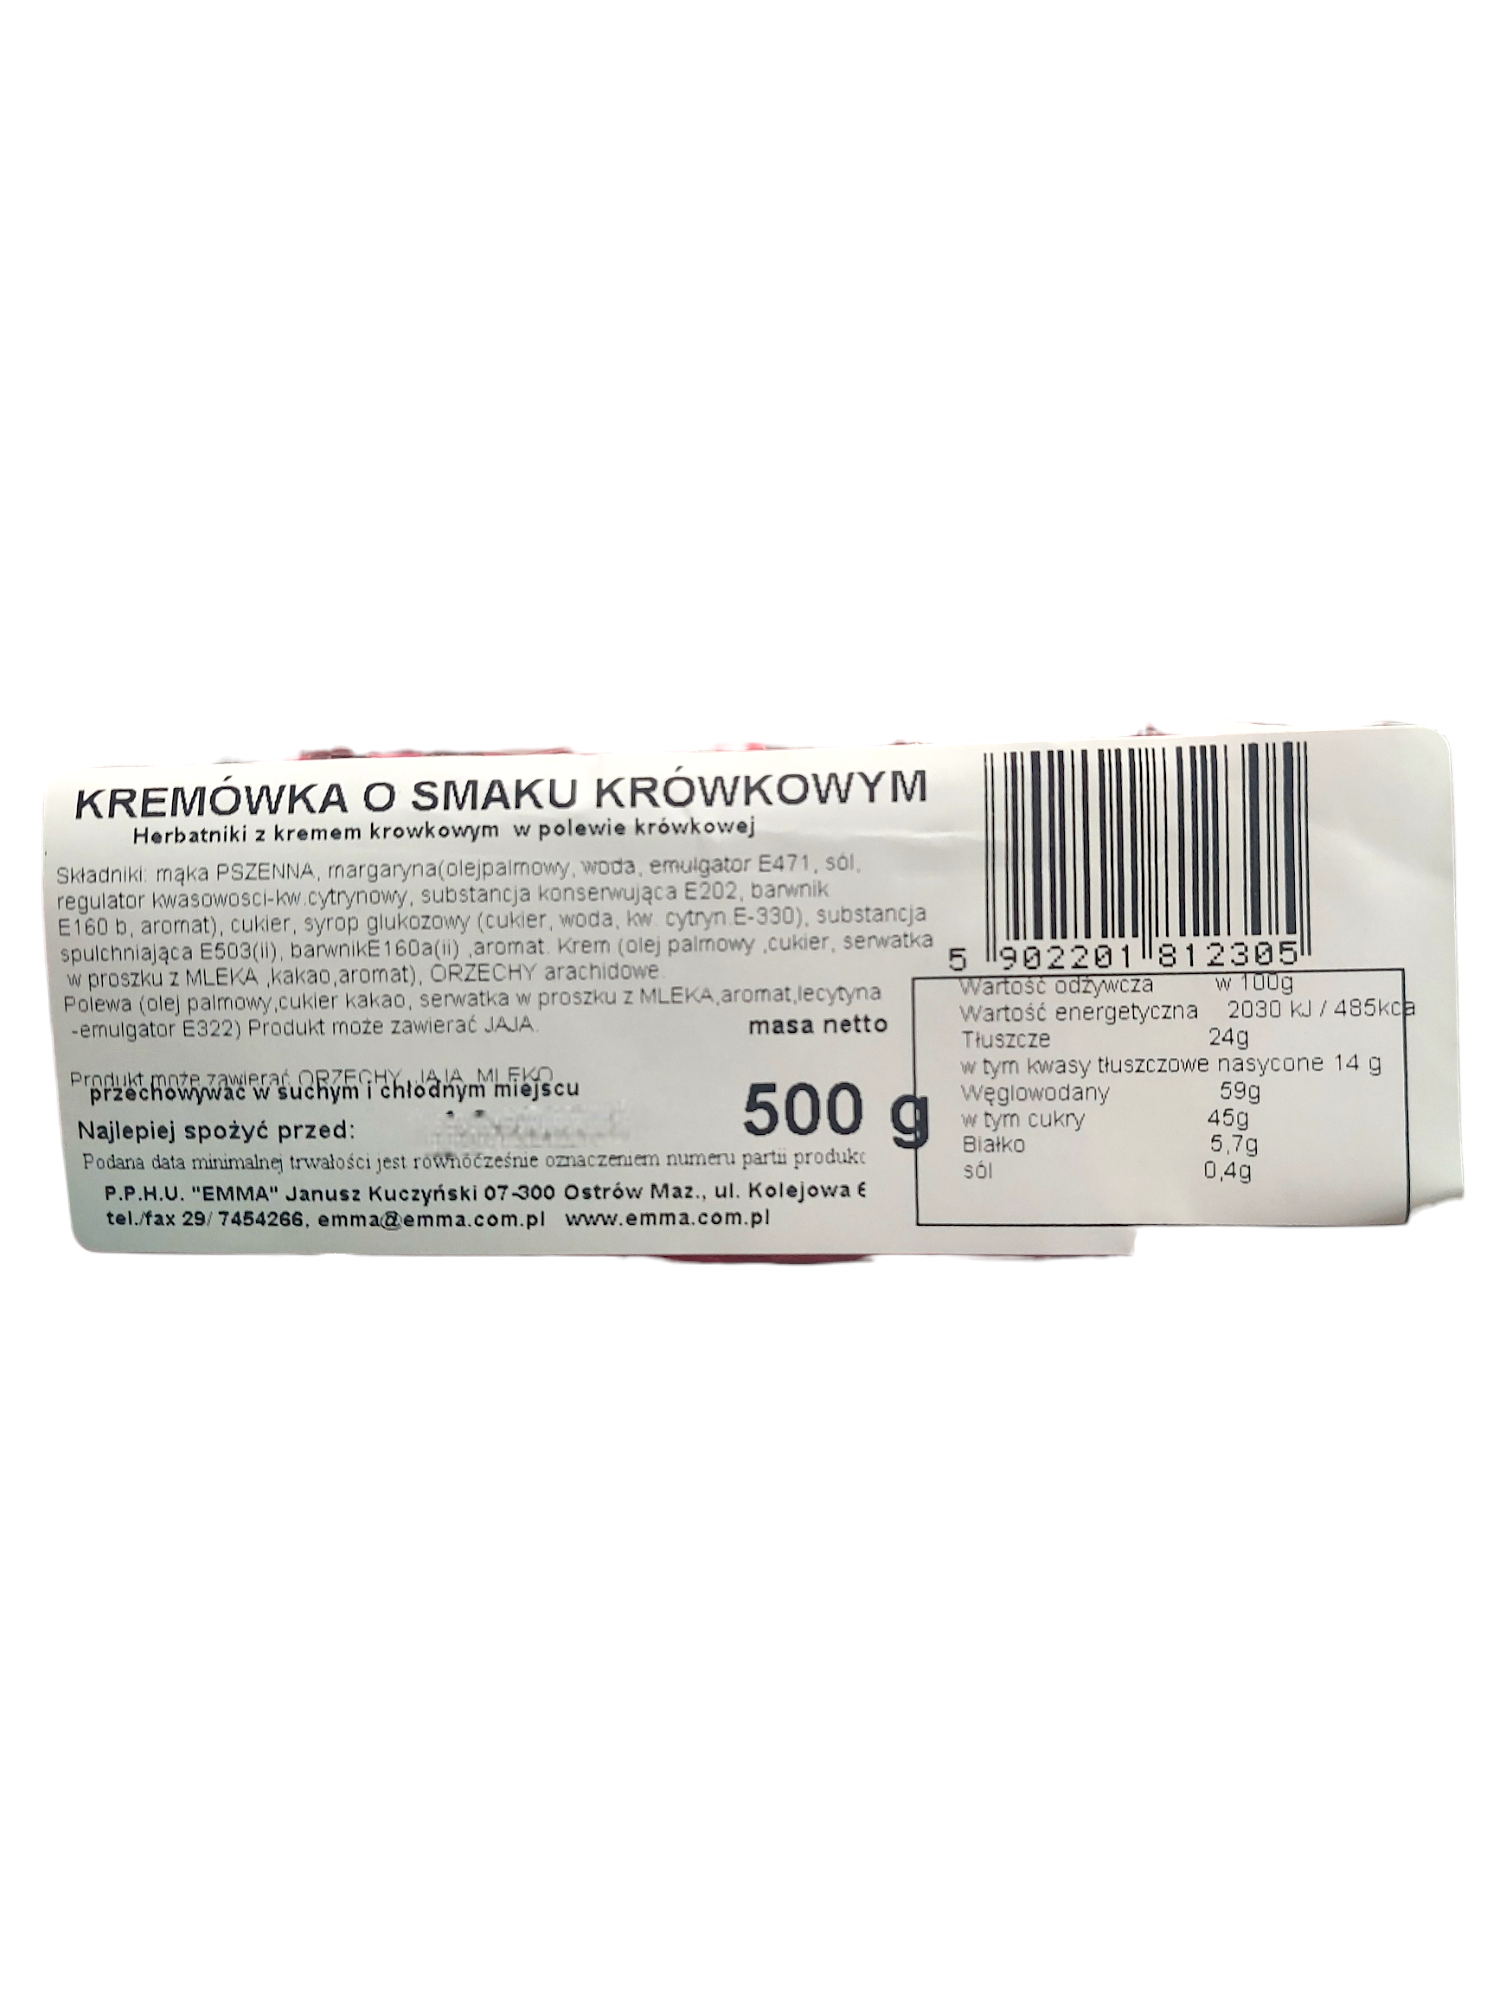 KREMÓWKA O SMAKU KRÓWKOWYM
Herbatniki z kremem krowkowym w polewie krówkowej
Składniki: mąka PSZENNA, margaryna(olejpalmowy, woda, emulgator E471, sól,
regulator kwasowosci-kw.cytrynowy, substancja konserwująca E202, barwnik
E160 b, aromat), cukier, syrop glukozowy (cukier, woda, kw. cytryn.E-330), substancja
spulchniająca E503(ii), barwnikE160a(ii) ,aromat. Krem (olej palmowy ,cukier, serwatka
w proszku z MLEKA ,kakao,aromat), ORZECHY arachidowe.
Polewa (olej palmowy,cukier kakao, serwatka w proszku z MLEKA,aromat,lecytyna
-emulgator E322) Produkt może zawierać JAJA.
masa netto
500 g
Produkt może zawierać ORZECHY, JAJA, MLEKO
przechowywać w suchym i chłodnym miejscu
Najlepiej spożyć przed:
Podana data minimalnej trwałości jest równocześnie oznaczeniem numeru partii
P.P.H.U. "EMMA" Janusz Kuczyński 07-300 Ostrów Maz., ul. Kolejowa
tel./fax 29/ 7454266, emma@emma.com.pl www.emma.com.pl
5 902201 812305
Wartość odżywcza w 100g
Wartość energetyczna 2030 kJ / 485kca
Tłuszcze 24g
w tym kwasy tłuszczowe nasycone 14 g
Węglowodany 59g
w tym cukry 45g
Białko 5,7g
sól 0,4g